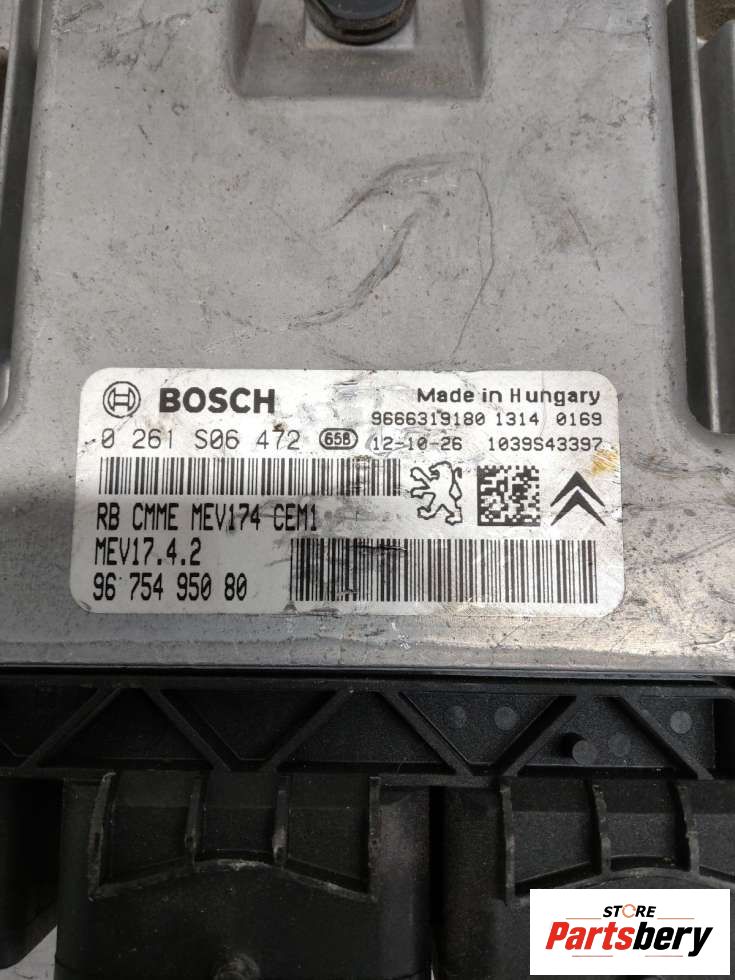 BOSCH Made in Hungary
9666319180 1314 0169
0 261 S06 472 658 12-10-26 1039S43397
RB CMME MEV174 CEM1
MEV17.4.2
96 754 950 80
STORE
Partsbery